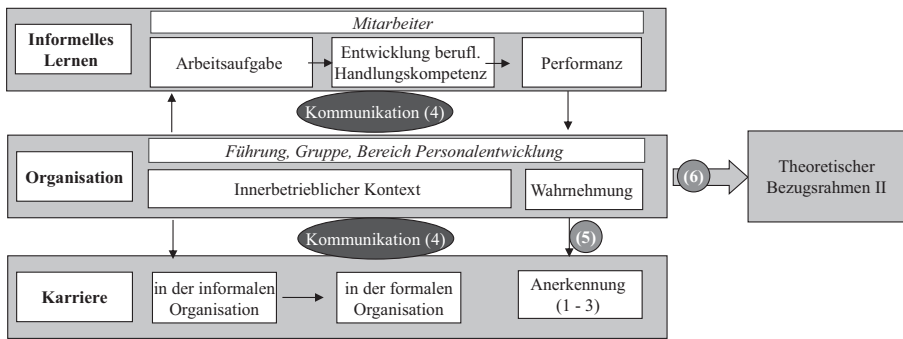 Mitarbeiter
Informelles
Lernen
Arbeitsaufgabe
Entwicklung berufl.
Handlungskompetenz
Performanz
Kommunikation (4)
Führung, Gruppe, Bereich Personalentwicklung
Organisation
Innerbetrieblicher Kontext
Wahrnehmung
(6)
Theoretischer
Bezugsrahmen II
Kommunikation (4)
(5)
Karriere
in der informalen
Organisation
in der formalen
Organisation
Anerkennung
(1 - 3)